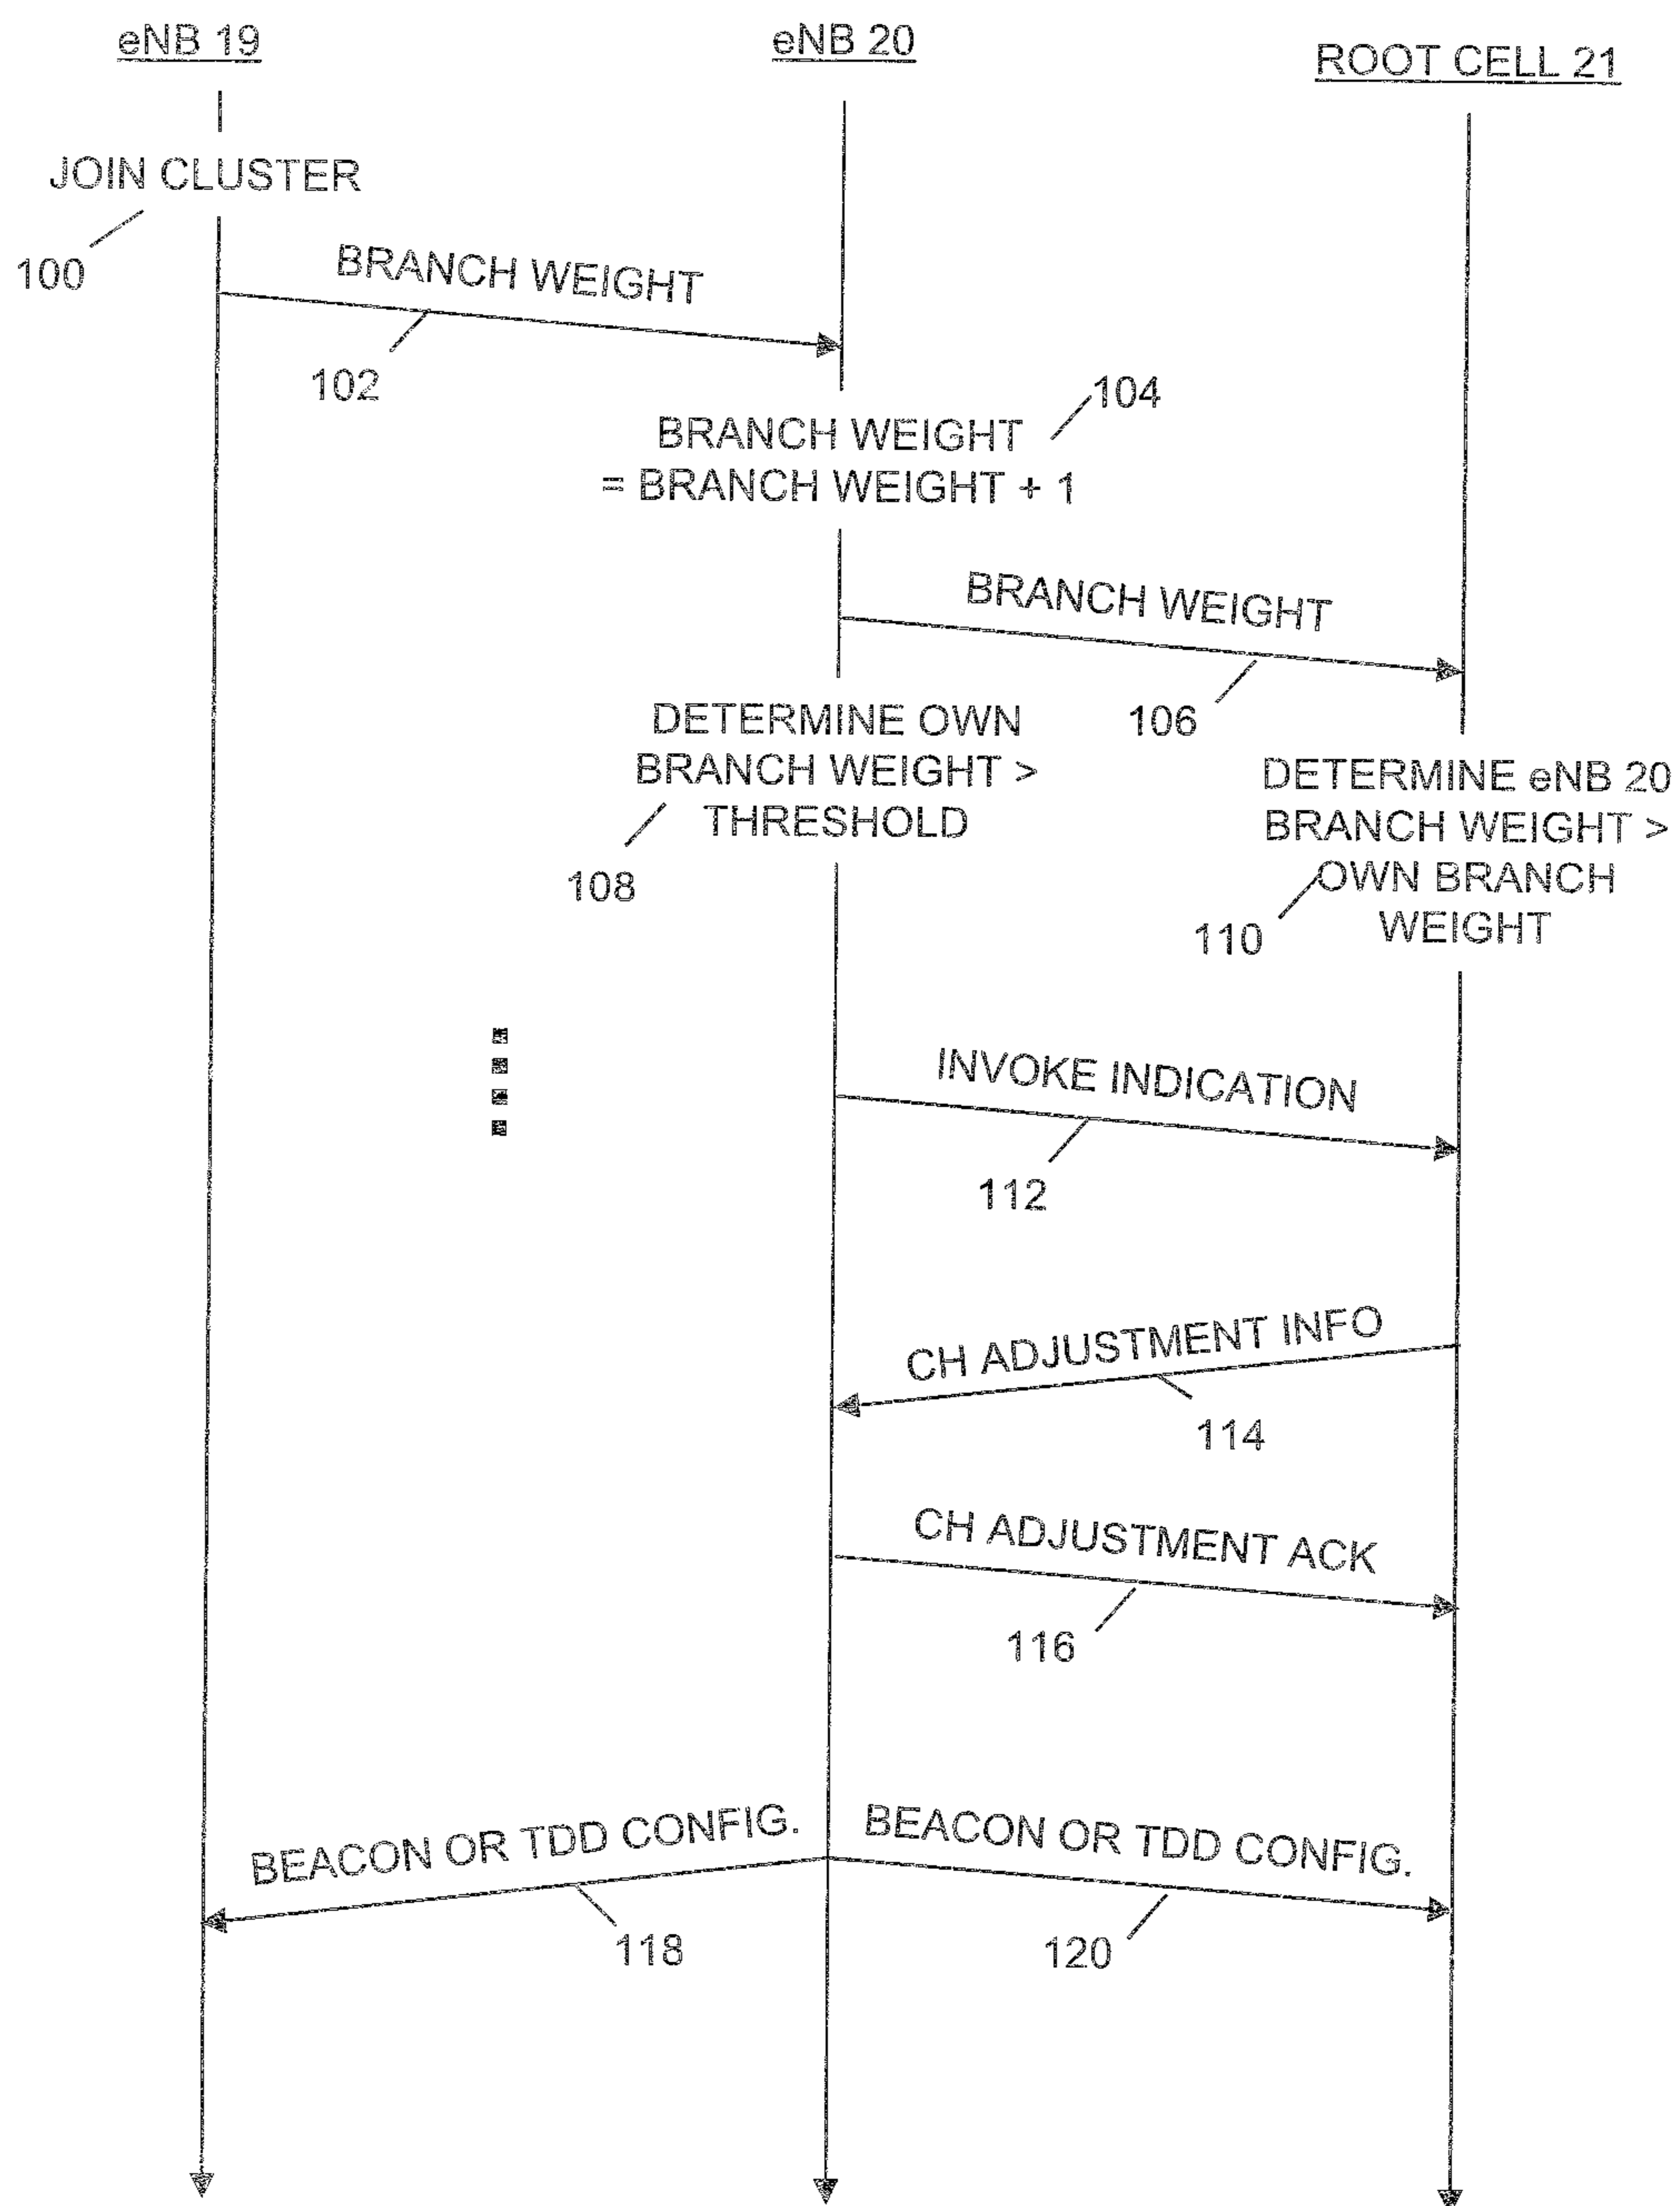 eNB 19
eNB 20
ROOT CELL 21
JOIN CLUSTER
100
BRANCH WEIGHT
102
104
BRANCH WEIGHT
= BRANCH WEIGHT + 1
BRANCH WEIGHT
106
DETERMINE OWN
BRANCH WEIGHT >
THRESHOLD
108
DETERMINE eNB 20
BRANCH WEIGHT >
OWN BRANCH
WEIGHT
110
INVOKE INDICATION
112
CH ADJUSTMENT INFO
114
CH ADJUSTMENT ACK
116
BEACON OR TDD CONFIG.
118
BEACON OR TDD CONFIG.
120